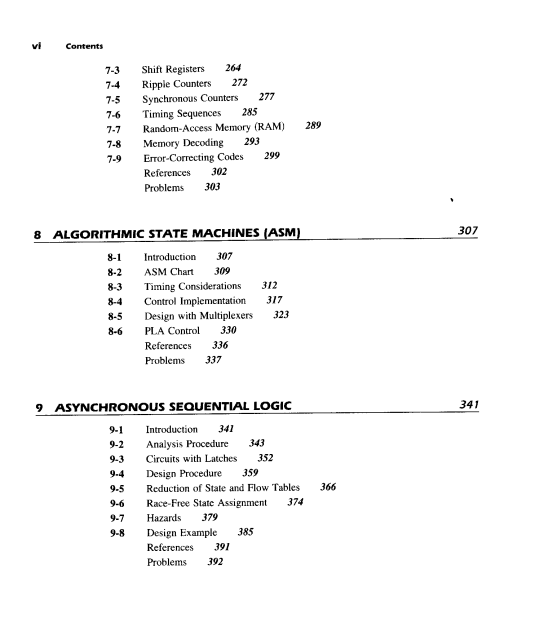 vi Contents
7-3 Shift Registers 264
7-4 Ripple Counters 272
7-5 Synchronous Counters 277
7-6 Timing Sequences 285
7-7 Random-Access Memory (RAM) 289
7-8 Memory Decoding 293
7-9 Error-Correcting Codes 299
References 302
Problems 303
8 ALGORITHMIC STATE MACHINES (ASM) 307
8-1 Introduction 307
8-2 ASM Chart 309
8-3 Timing Considerations 312
8-4 Control Implementation 317
8-5 Design with Multiplexers 323
8-6 PLA Control 330
References 336
Problems 337
9 ASYNCHRONOUS SEQUENTIAL LOGIC 341
9-1 Introduction 341
9-2 Analysis Procedure 343
9-3 Circuits with Latches 352
9-4 Design Procedure 359
9-5 Reduction of State and Flow Tables 366
9-6 Race-Free State Assignment 374
9-7 Hazards 379
9-8 Design Example 385
References 391
Problems 392